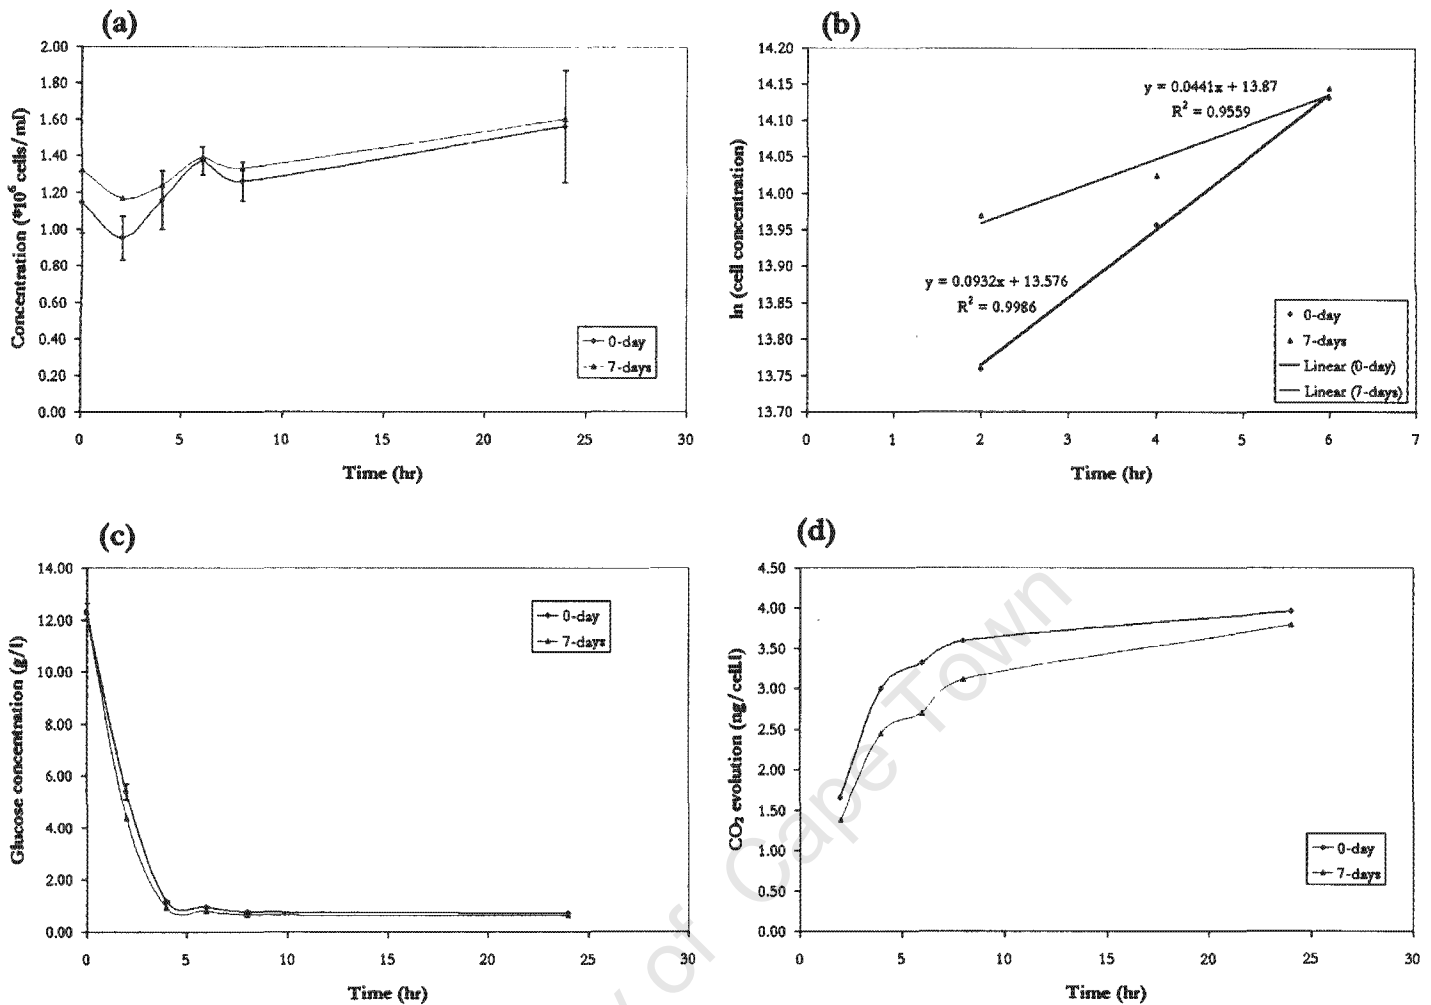 (a)
2.00
1.80
1.60
1.40
1.20
1.00
0.80
0.60
0.40
0.20
0.00
Concentration (*10⁶ cells/ml)
0 5 10 15 20 25 30
Time (hr)
0-day
7-days
(b)
14.20
14.15
14.10
14.05
14.00
13.95
13.90
13.85
13.80
13.75
13.70
ln (cell concentration)
y = 0.0441x + 13.87
R² = 0.9559
y = 0.0932x + 13.576
R² = 0.9986
0-day
7-days
Linear (0-day)
Linear (7-days)
0 1 2 3 4 5 6 7
Time (hr)
(c)
14.00
12.00
10.00
8.00
6.00
4.00
2.00
0.00
Glucose concentration (g/l)
0-day
7-days
0 5 10 15 20 25 30
Time (hr)
(d)
4.50
4.00
3.50
3.00
2.50
2.00
1.50
1.00
0.50
0.00
CO₂ evolution (ng/cell.l)
0-day
7-days
0 5 10 15 20 25 30
Time (hr)
of Cape Town